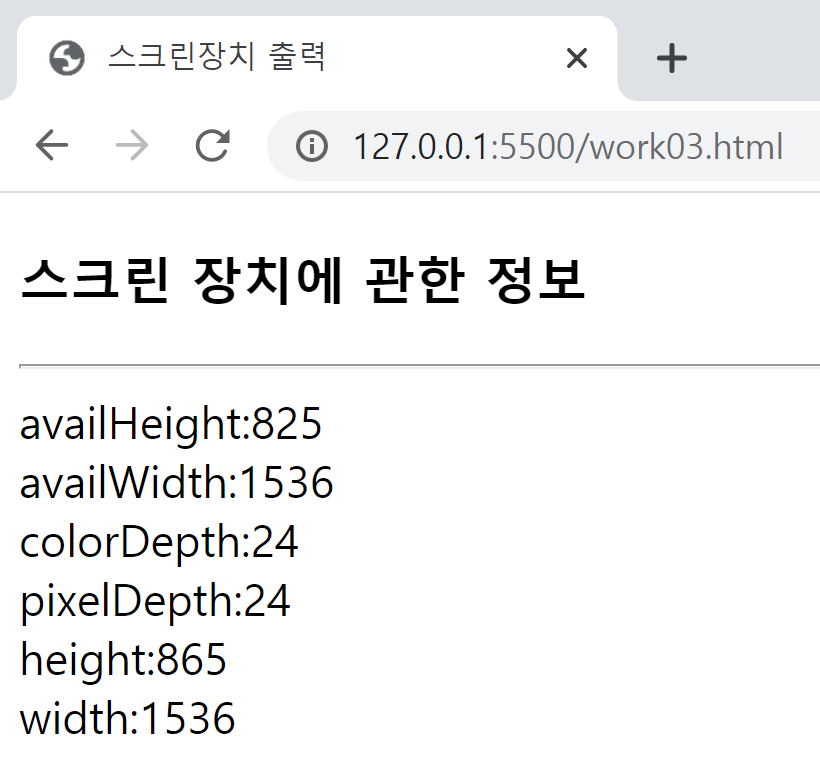 스크린장치 출력
127.0.0.1:5500/work03.html
스크린 장치에 관한 정보
availHeight:825
availWidth:1536
colorDepth:24
pixelDepth:24
height:865
width:1536